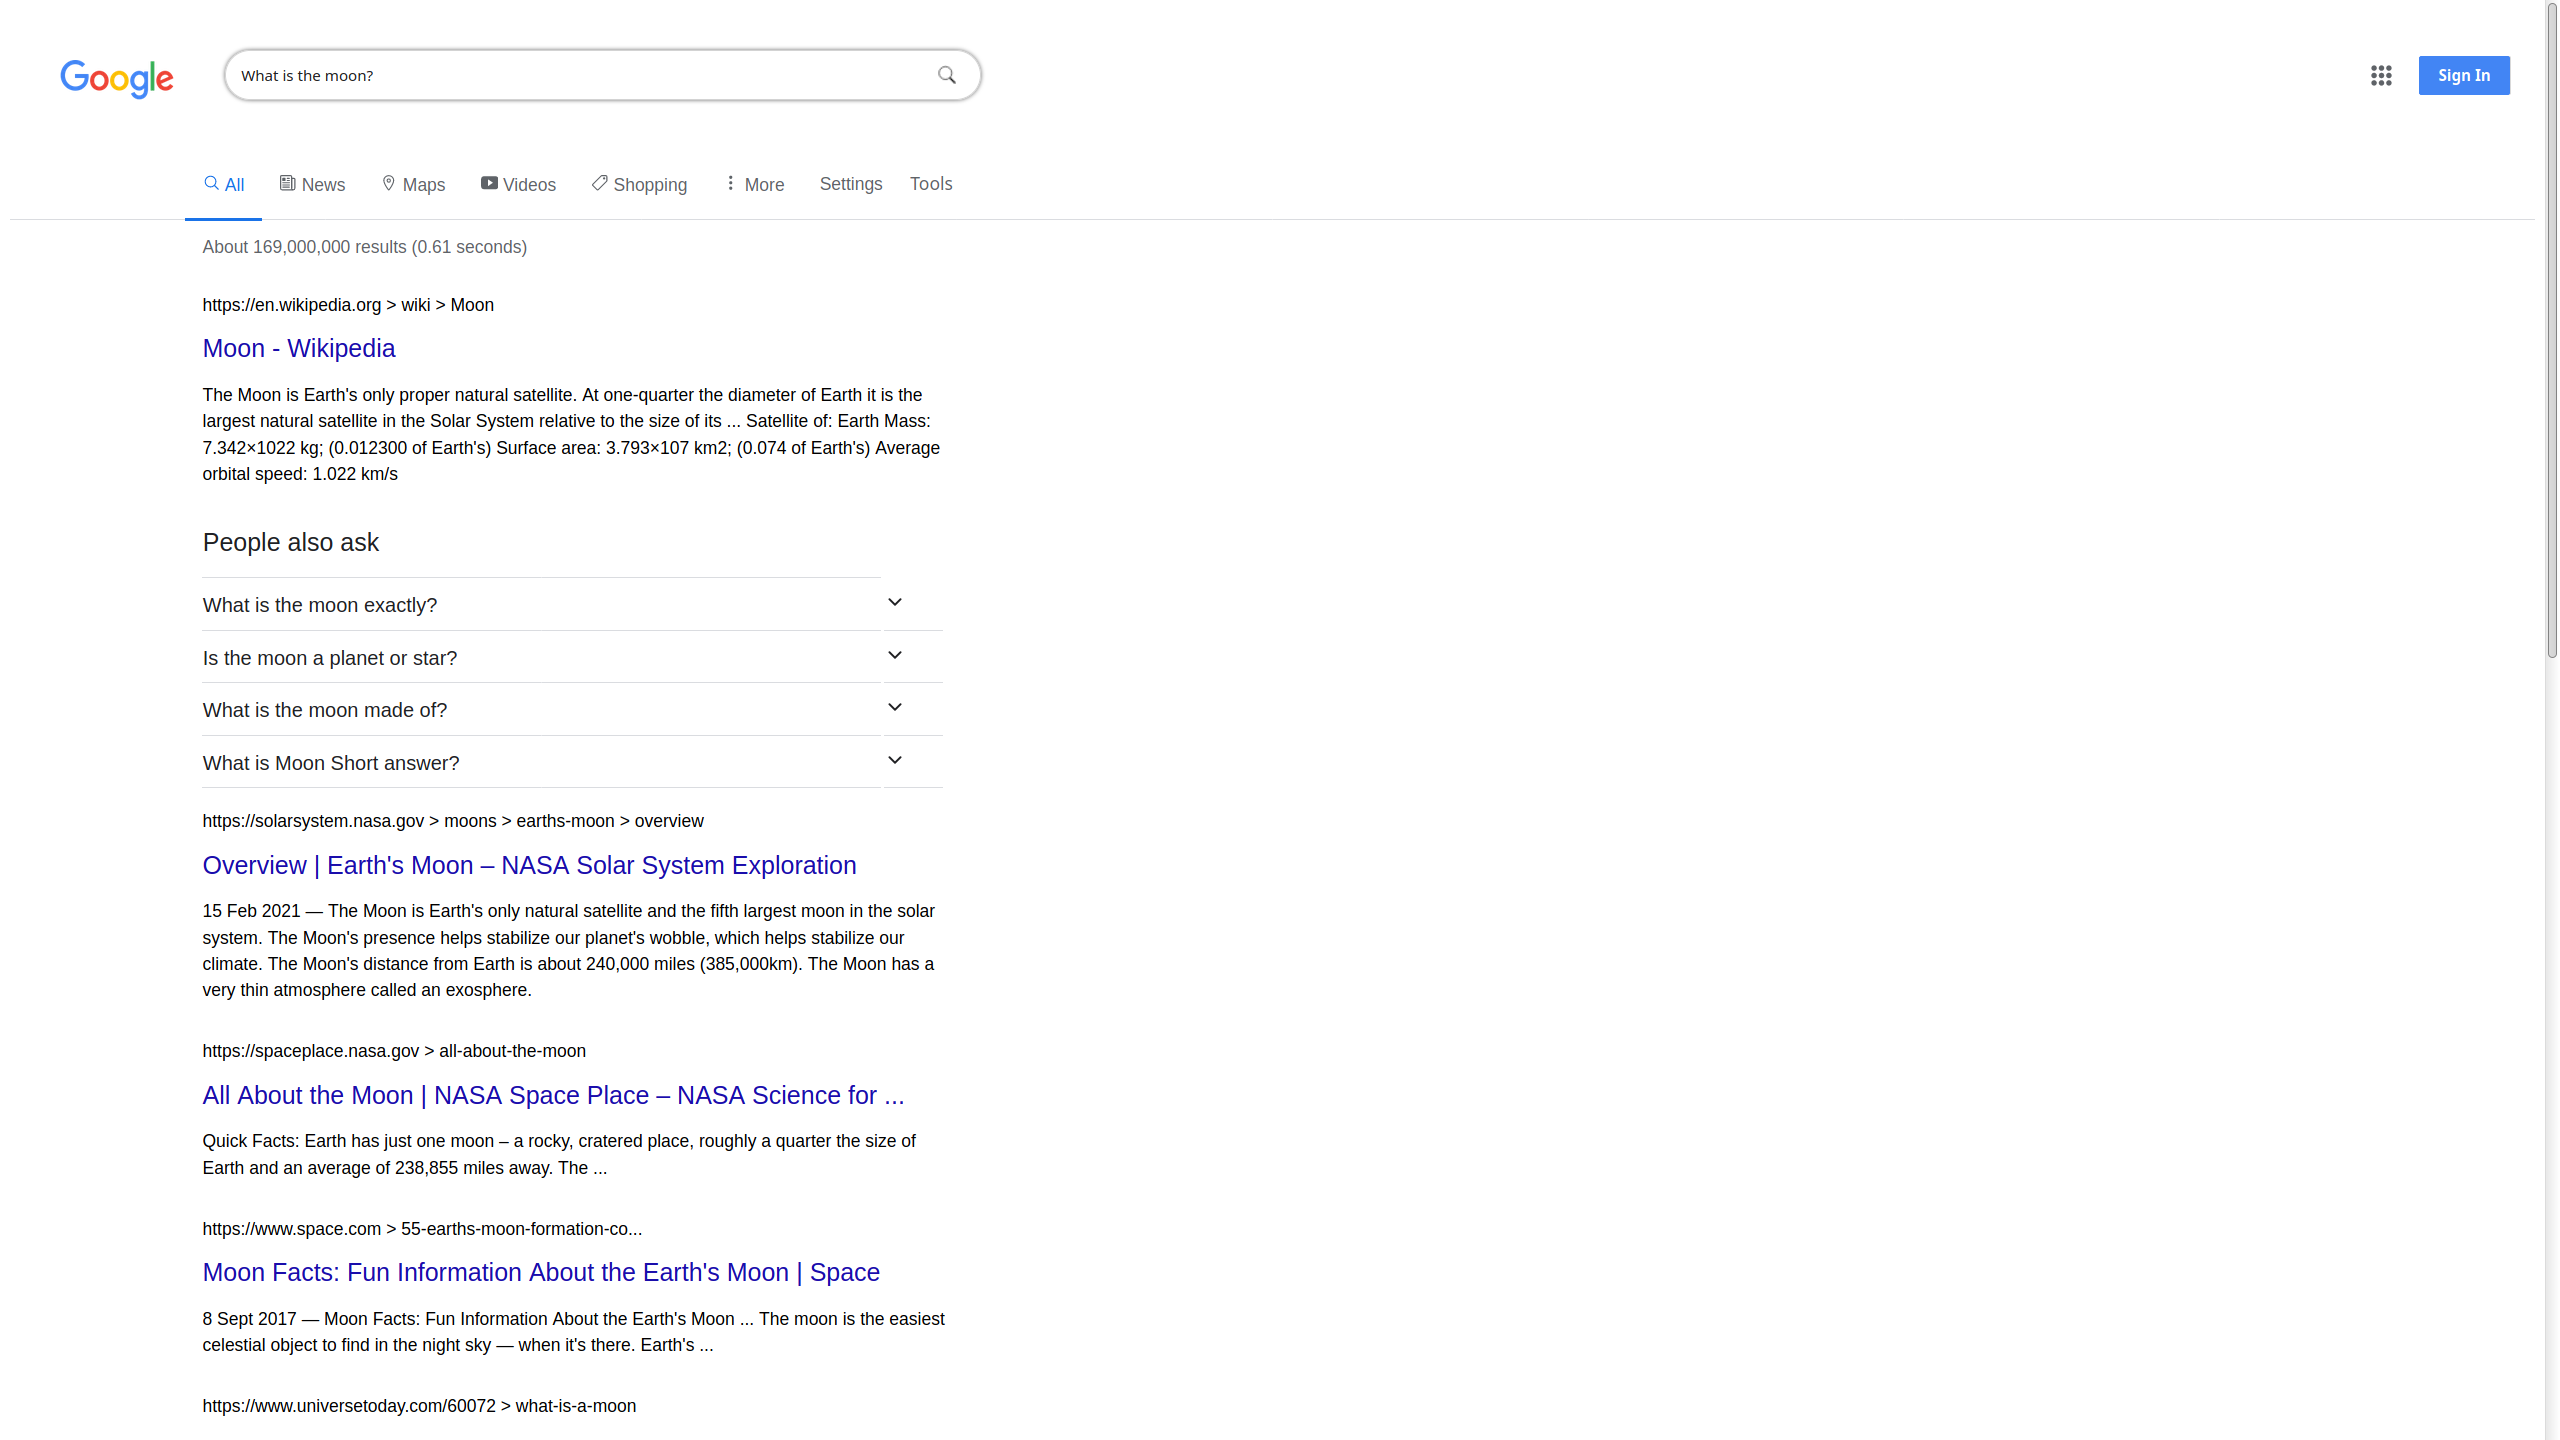 Google
What is the moon?
Sign In
All
News
Maps
Videos
Shopping
More
Settings
Tools
About 169,000,000 results (0.61 seconds)
https://en.wikipedia.org > wiki > Moon
Moon - Wikipedia
The Moon is Earth's only proper natural satellite. At one-quarter the diameter of Earth it is the
largest natural satellite in the Solar System relative to the size of its ... Satellite of: Earth Mass:
7.342×1022 kg; (0.012300 of Earth's) Surface area: 3.793×107 km2; (0.074 of Earth's) Average
orbital speed: 1.022 km/s
People also ask
What is the moon exactly?
Is the moon a planet or star?
What is the moon made of?
What is Moon Short answer?
https://solarsystem.nasa.gov > moons > earths-moon > overview
Overview | Earth's Moon – NASA Solar System Exploration
15 Feb 2021 — The Moon is Earth's only natural satellite and the fifth largest moon in the solar
system. The Moon's presence helps stabilize our planet's wobble, which helps stabilize our
climate. The Moon's distance from Earth is about 240,000 miles (385,000km). The Moon has a
very thin atmosphere called an exosphere.
https://spaceplace.nasa.gov > all-about-the-moon
All About the Moon | NASA Space Place – NASA Science for ...
Quick Facts: Earth has just one moon – a rocky, cratered place, roughly a quarter the size of
Earth and an average of 238,855 miles away. The ...
https://www.space.com > 55-earths-moon-formation-co...
Moon Facts: Fun Information About the Earth's Moon | Space
8 Sept 2017 — Moon Facts: Fun Information About the Earth's Moon ... The moon is the easiest
celestial object to find in the night sky — when it's there. Earth's ...
https://www.universetoday.com/60072 > what-is-a-moon